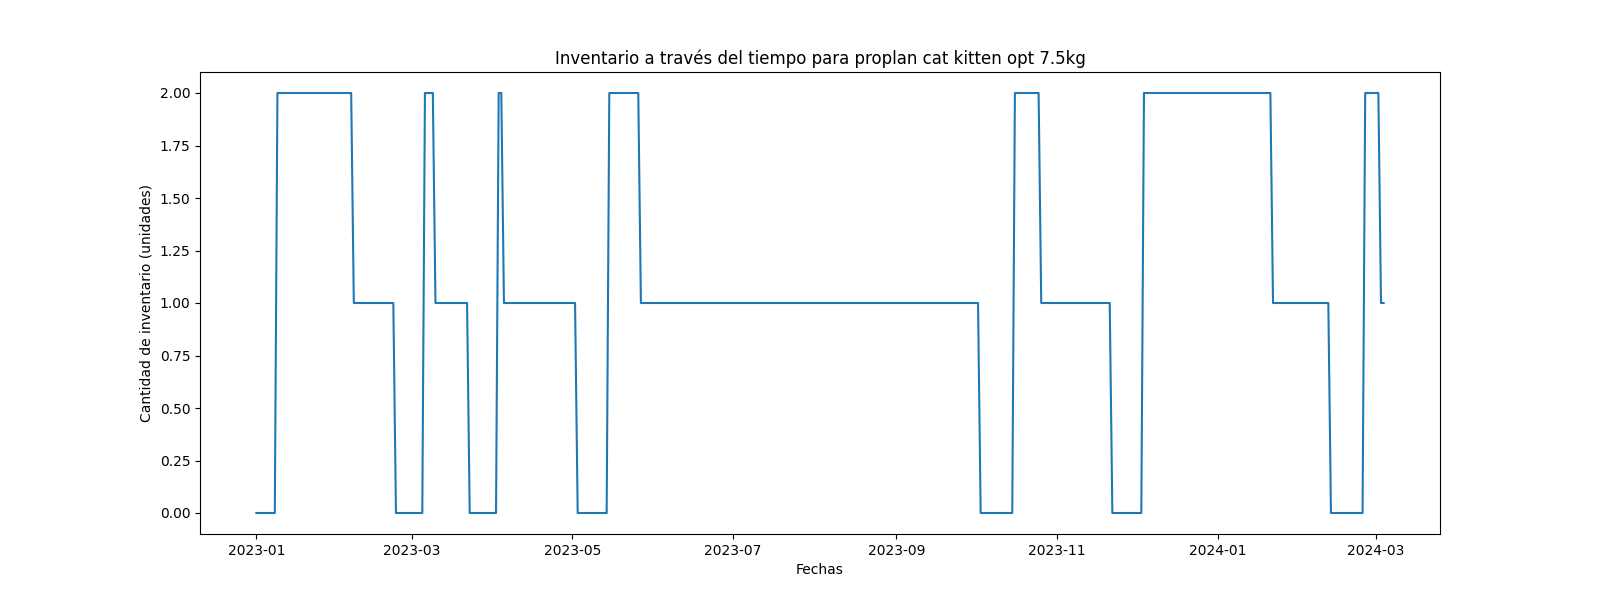 Inventario a través del tiempo para proplan cat kitten opt 7.5kg
Cantidad de inventario (unidades)
2.00
1.75
1.50
1.25
1.00
0.75
0.50
0.25
0.00
2023-01 2023-03 2023-05 2023-07 2023-09 2023-11 2024-01 2024-03
Fechas